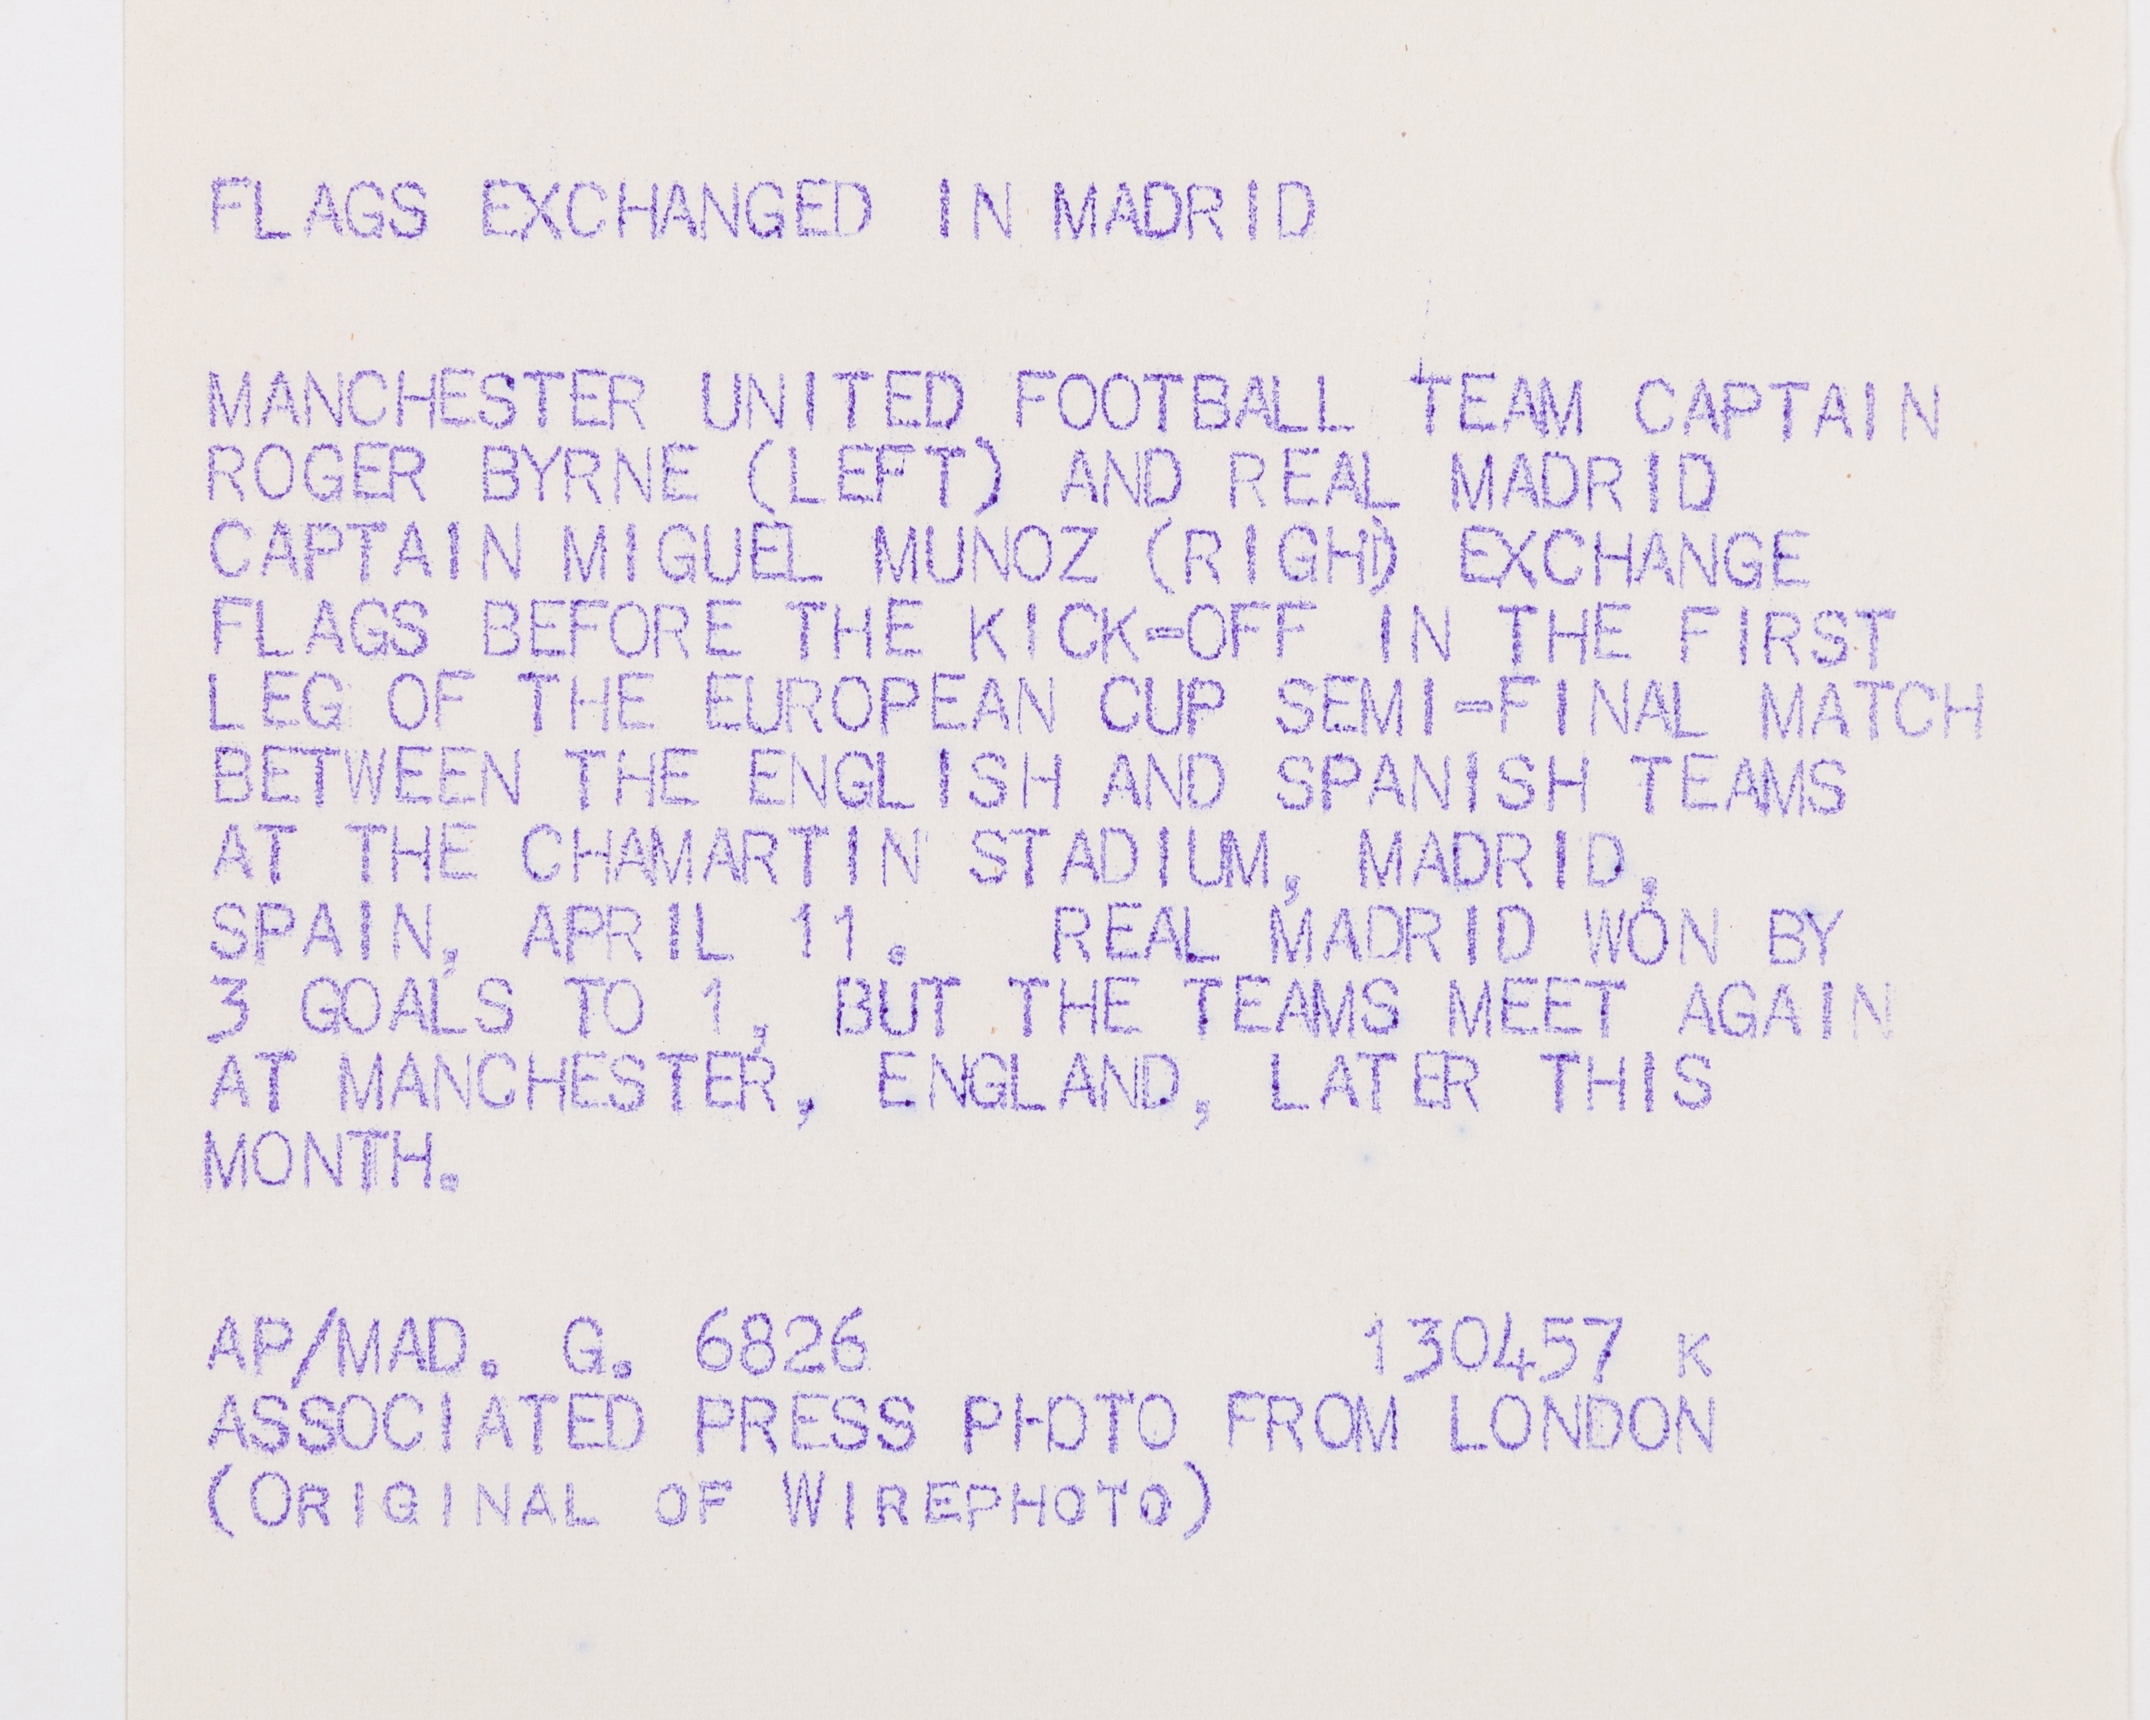 FLAGS EXCHANGED IN MADRID
MANCHESTER UNITED FOOTBALL TEAM CAPTAIN
ROGER BYRNE (LEFT) AND REAL MADRID
CAPTAIN MIGUEL MUNOZ (RIGHT) EXCHANGE
FLAGS BEFORE THE KICK-OFF IN THE FIRST
LEG OF THE EUROPEAN CUP SEMI-FINAL MATCH
BETWEEN THE ENGLISH AND SPANISH TEAMS
AT THE CHAMARTIN STADIUM, MADRID,
SPAIN, APRIL 11. REAL MADRID WON BY
3 GOALS TO 1, BUT THE TEAMS MEET AGAIN
AT MANCHESTER, ENGLAND, LATER THIS
MONTH.
AP/MAD. G. 6826 130457 K
ASSOCIATED PRESS PHOTO FROM LONDON
(ORIGINAL OF WIREPHOTO)